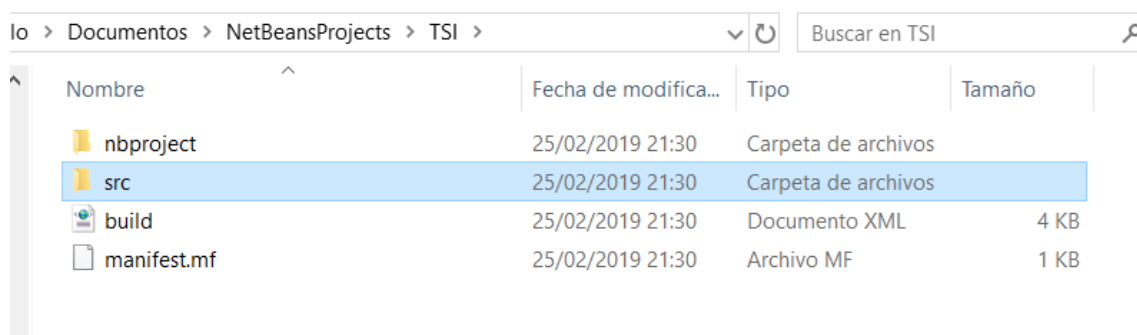 lo > Documentos > NetBeansProjects > TSI > Buscar en TSI
Nombre Fecha de modifica... Tipo Tamaño
nbproject 25/02/2019 21:30 Carpeta de archivos
src 25/02/2019 21:30 Carpeta de archivos
build 25/02/2019 21:30 Documento XML 4 KB
manifest.mf 25/02/2019 21:30 Archivo MF 1 KB